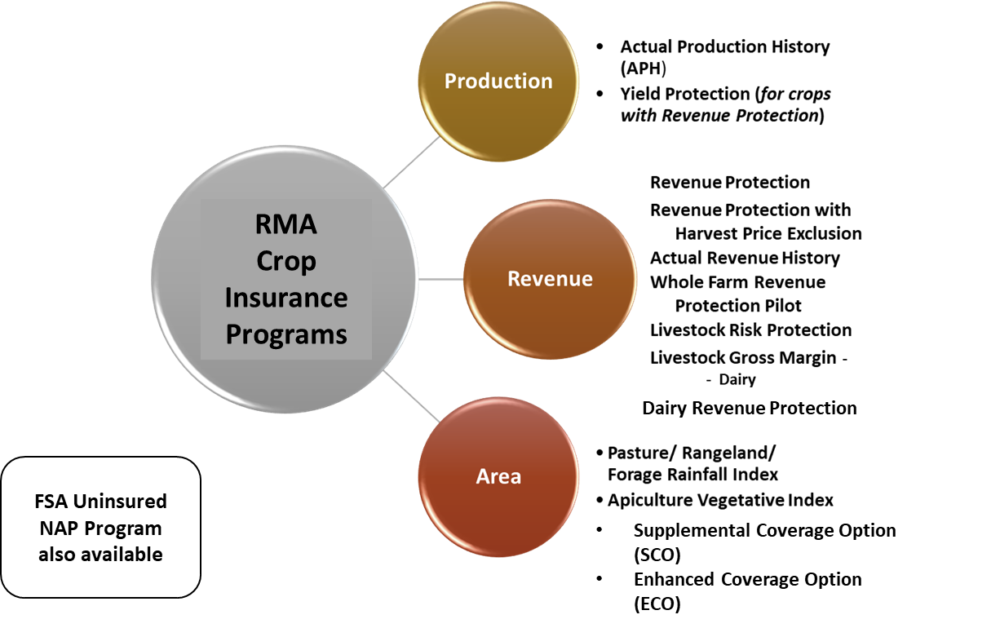 Production
• Actual Production History
(APH)
• Yield Protection (for crops
with Revenue Protection)
RMA
Crop
Insurance
Programs
Revenue
Revenue Protection
Revenue Protection with
Harvest Price Exclusion
Actual Revenue History
Whole Farm Revenue
Protection Pilot
Livestock Risk Protection
Livestock Gross Margin -
- Dairy
Dairy Revenue Protection
Area
• Pasture/ Rangeland/
Forage Rainfall Index
• Apiculture Vegetative Index
• Supplemental Coverage Option
(SCO)
• Enhanced Coverage Option
(ECO)
FSA Uninsured
NAP Program
also available